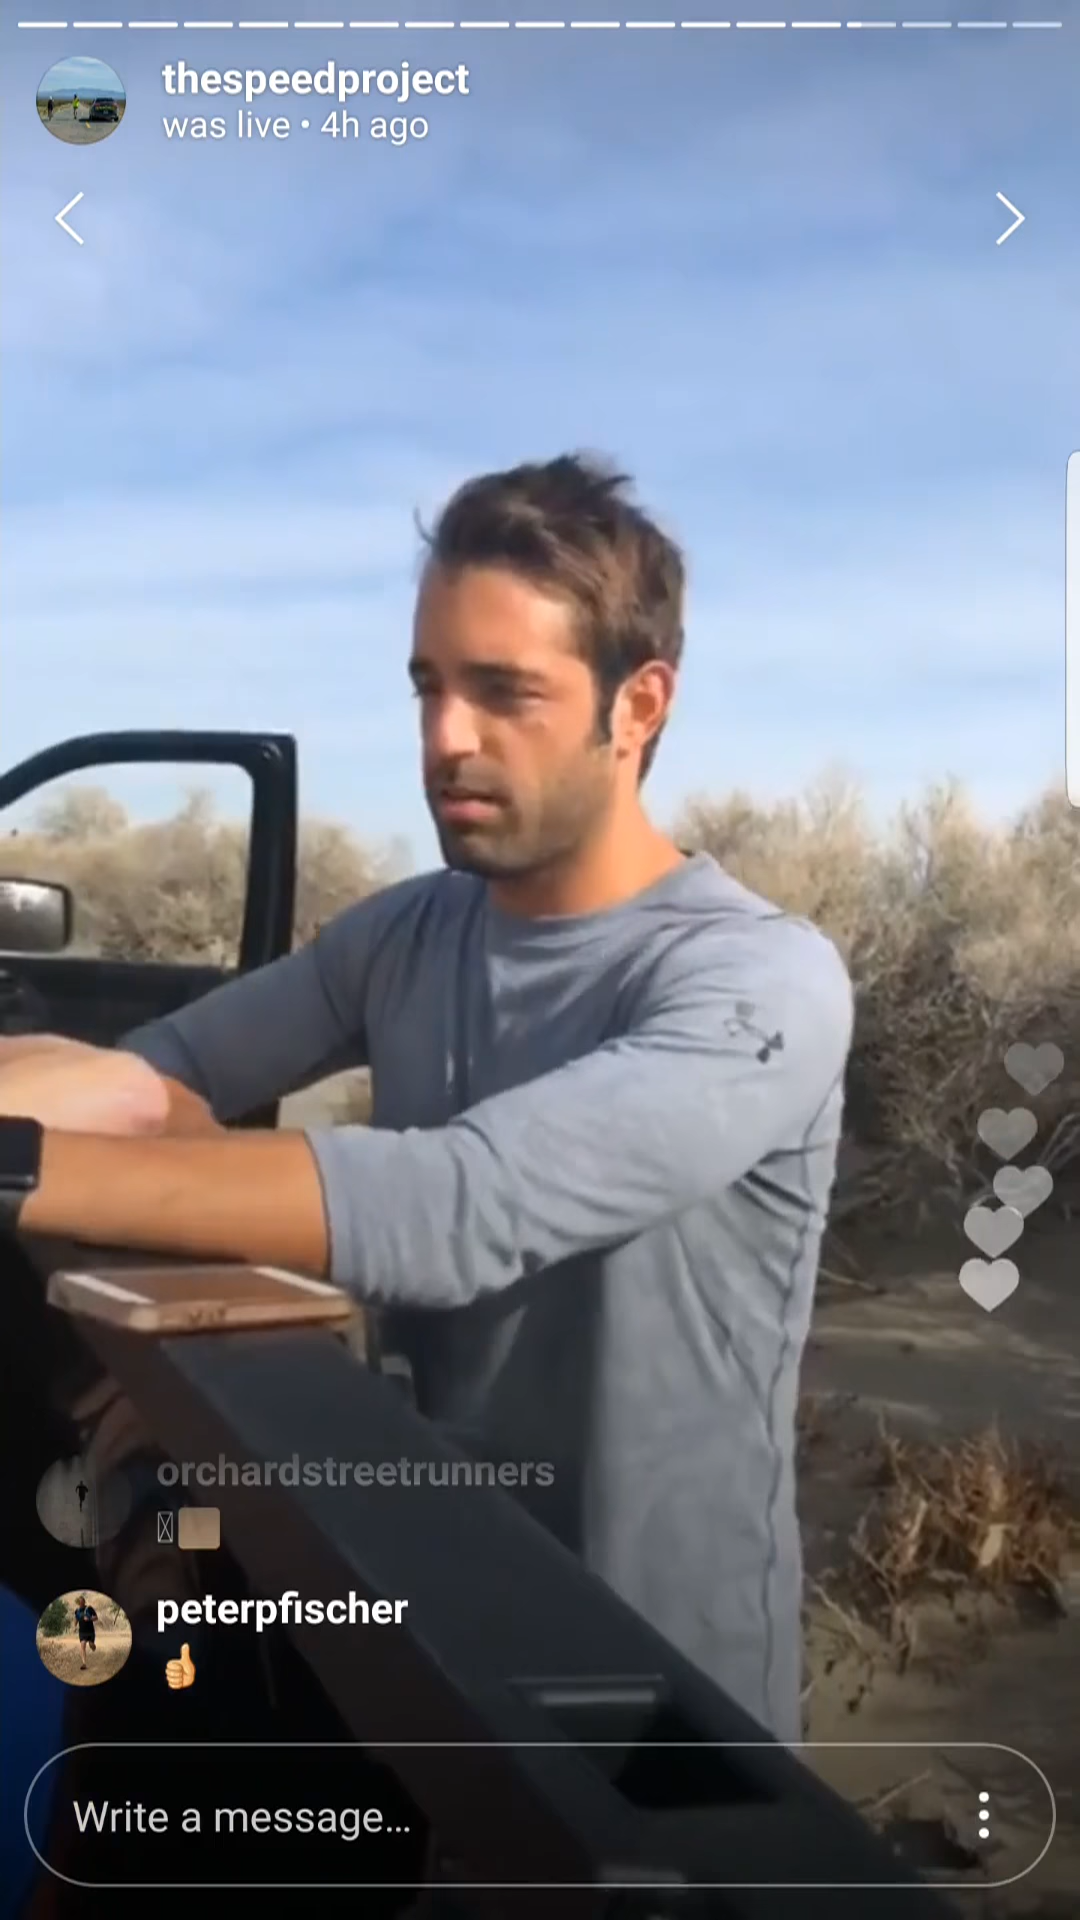 thespeedproject
was live • 4h ago
orchardstreetrunners
peterpfischer
👍
Write a message...